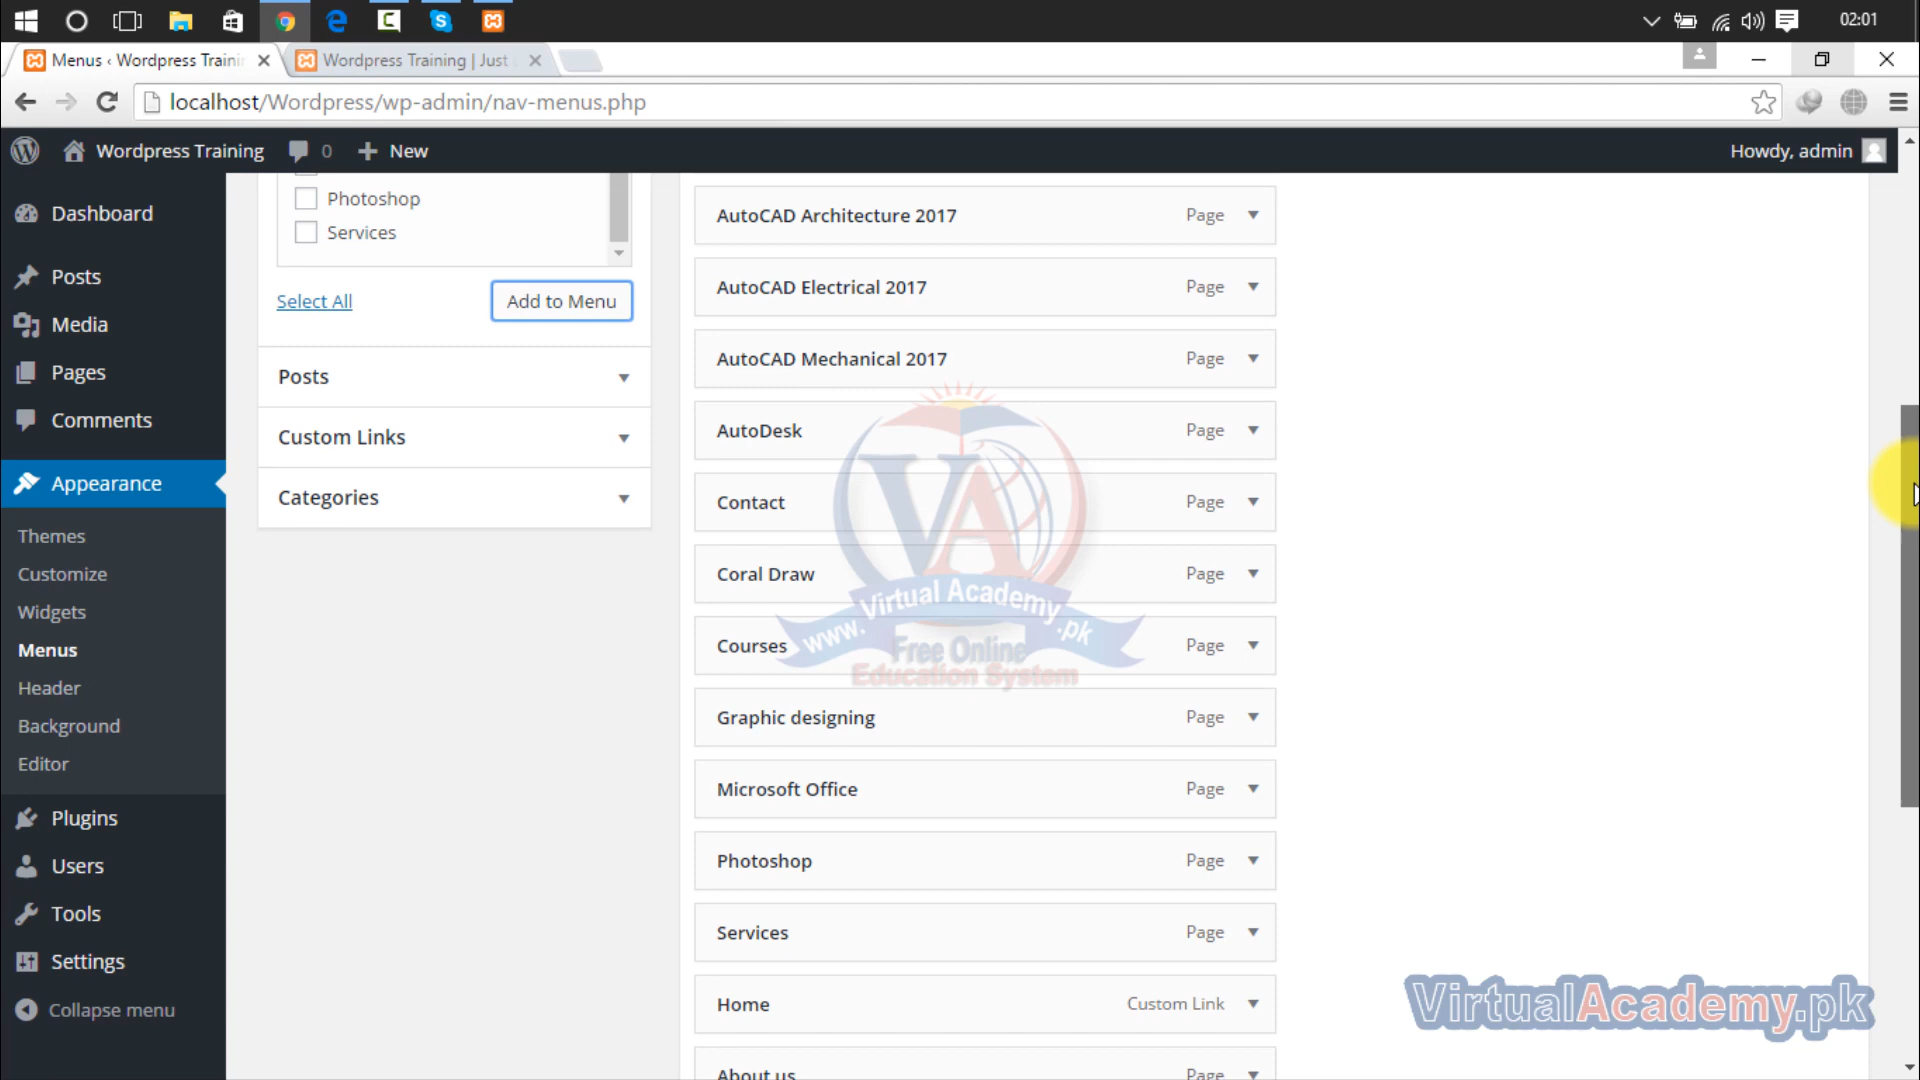 02:01
Menus ‹ Wordpress Trainin
Wordpress Training | Just
localhost/Wordpress/wp-admin/nav-menus.php
Wordpress Training 0 New
Howdy, admin
Dashboard
Posts
Media
Pages
Comments
Appearance
Themes
Customize
Widgets
Menus
Header
Background
Editor
Plugins
Users
Tools
Settings
Collapse menu
Photoshop
Services
Select All
Add to Menu
Posts
Custom Links
Categories
AutoCAD Architecture 2017 Page
AutoCAD Electrical 2017 Page
AutoCAD Mechanical 2017 Page
AutoDesk Page
Contact Page
Coral Draw Page
Courses Page
Graphic designing Page
Microsoft Office Page
Photoshop Page
Services Page
Home Custom Link
About us Page
VA
www.Virtual Academy.pk
Free Online
Education System
VirtualAcademy.pk